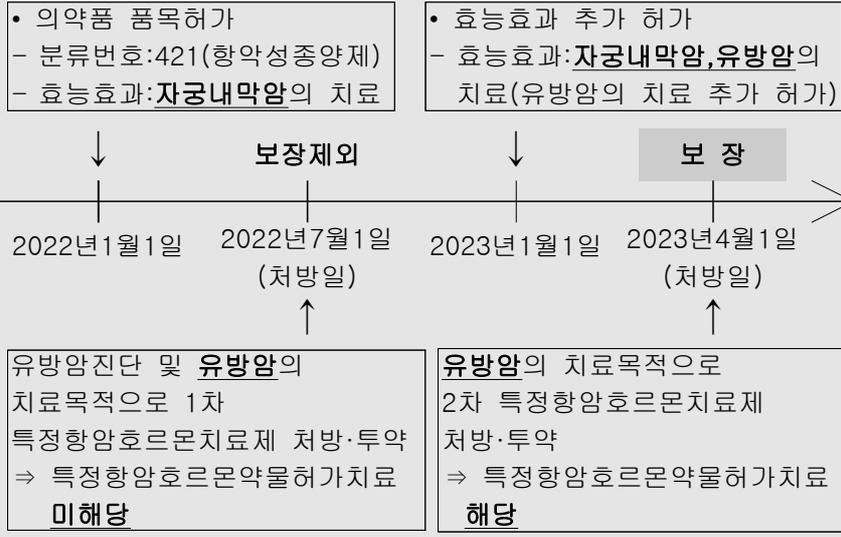 • 의약품 품목허가
- 분류번호:421(항악성종양제)
- 효능효과:자궁내막암의 치료
• 효능효과 추가 허가
- 효능효과:자궁내막암,유방암의
치료(유방암의 치료 추가 허가)
↓
보장제외
↓
보 장
2022년1월1일
2022년7월1일
(처방일)
2023년1월1일
2023년4월1일
(처방일)
↑
↑
유방암진단 및 유방암의
치료목적으로 1차
특정항암호르몬치료제 처방·투약
⇒ 특정항암호르몬약물허가치료
미해당
유방암의 치료목적으로
2차 특정항암호르몬치료제
처방·투약
⇒ 특정항암호르몬약물허가치료
해당